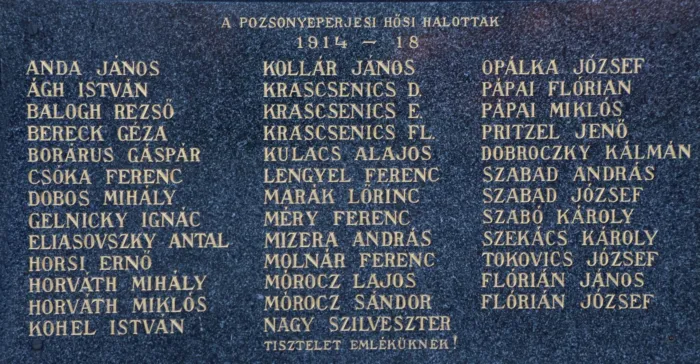 A POZSONYEPERJESI HŐSI HALOTTAK
1914 – 18
ANDA JÁNOS
ÁGH ISTVÁN
BALOGH REZSŐ
BERECK GÉZA
BORÁRUS GÁSPÁR
CSÓKA FERENC
DOBOS MIHÁLY
GELNICKY IGNÁC
ELIASOVSZKY ANTAL
HORSI ERNŐ
HORVÁTH MIHÁLY
HORVÁTH MIKLÓS
KOHEL ISTVÁN
KOLLÁR JÁNOS
KRASCSENICS D.
KRASCSENICS E.
KRASCSENICS FL.
KULACS ALAJOS
LENGYEL FERENC
MARÁK LŐRINC
MÉRY FERENC
MIZERA ANDRÁS
MOLNÁR FERENC
MÓROCZ LAJOS
MÓROCZ SÁNDOR
NAGY SZILVESZTER
OPÁLKA JÓZSEF
PÁPAI FLÓRIÁN
PÁPAI MIKLÓS
PRITZEL JENŐ
DOBROCZKY KÁLMÁN
SZABAD ANDRÁS
SZABAD JÓZSEF
SZABÓ KÁROLY
SZEKÁCS KÁROLY
TOKOVICS JÓZSEF
FLÓRIÁN JÁNOS
FLÓRIÁN JÓZSEF
TISZTELET EMLÉKÜKNEK!